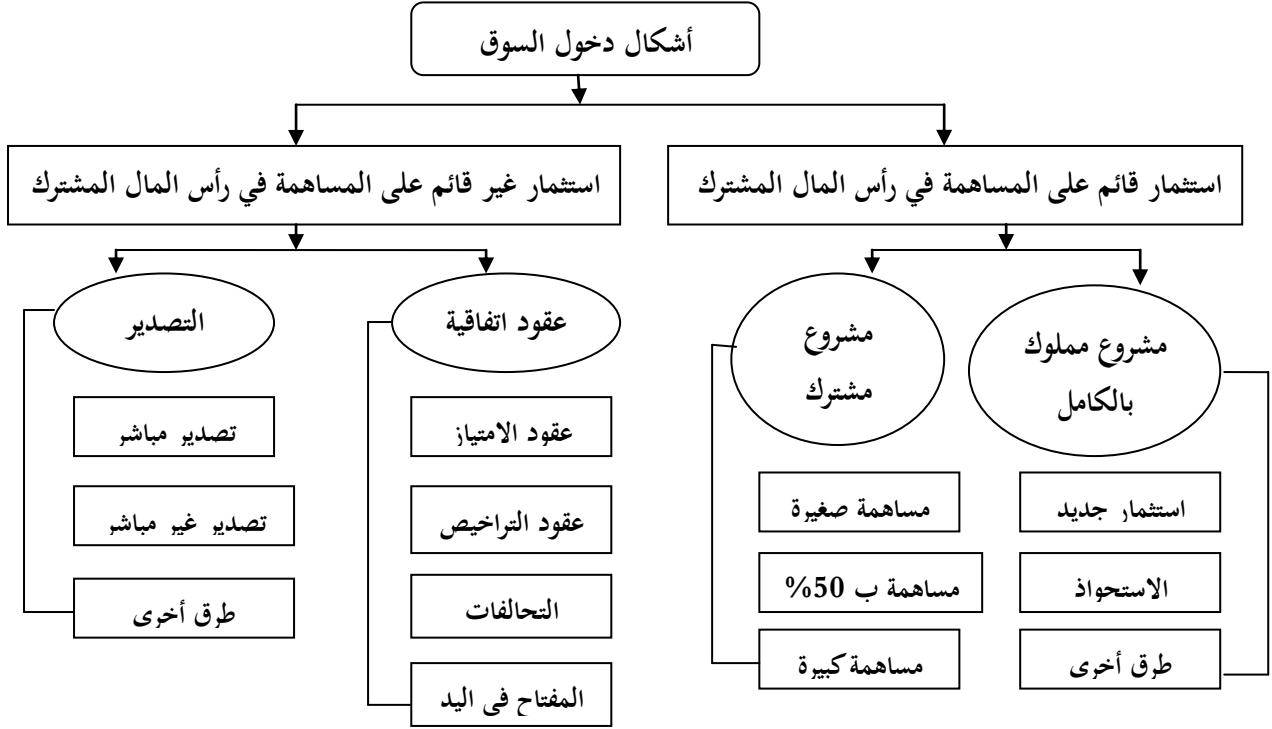 أشكال دخول السوق
استثمار قائم على المساهمة في رأس المال المشترك
استثمار غير قائم على المساهمة في رأس المال المشترك
مشروع مملوك
بالكامل
استثمار جديد
الاستحواذ
طرق أخرى
مشروع
مشترك
مساهمة صغيرة
مساهمة ب 50%
مساهمة كبيرة
عقود اتفاقية
عقود الامتياز
عقود التراخيص
التحالفات
المفتاح في اليد
التصدير
تصدير مباشر
تصدير غير مباشر
طرق أخرى